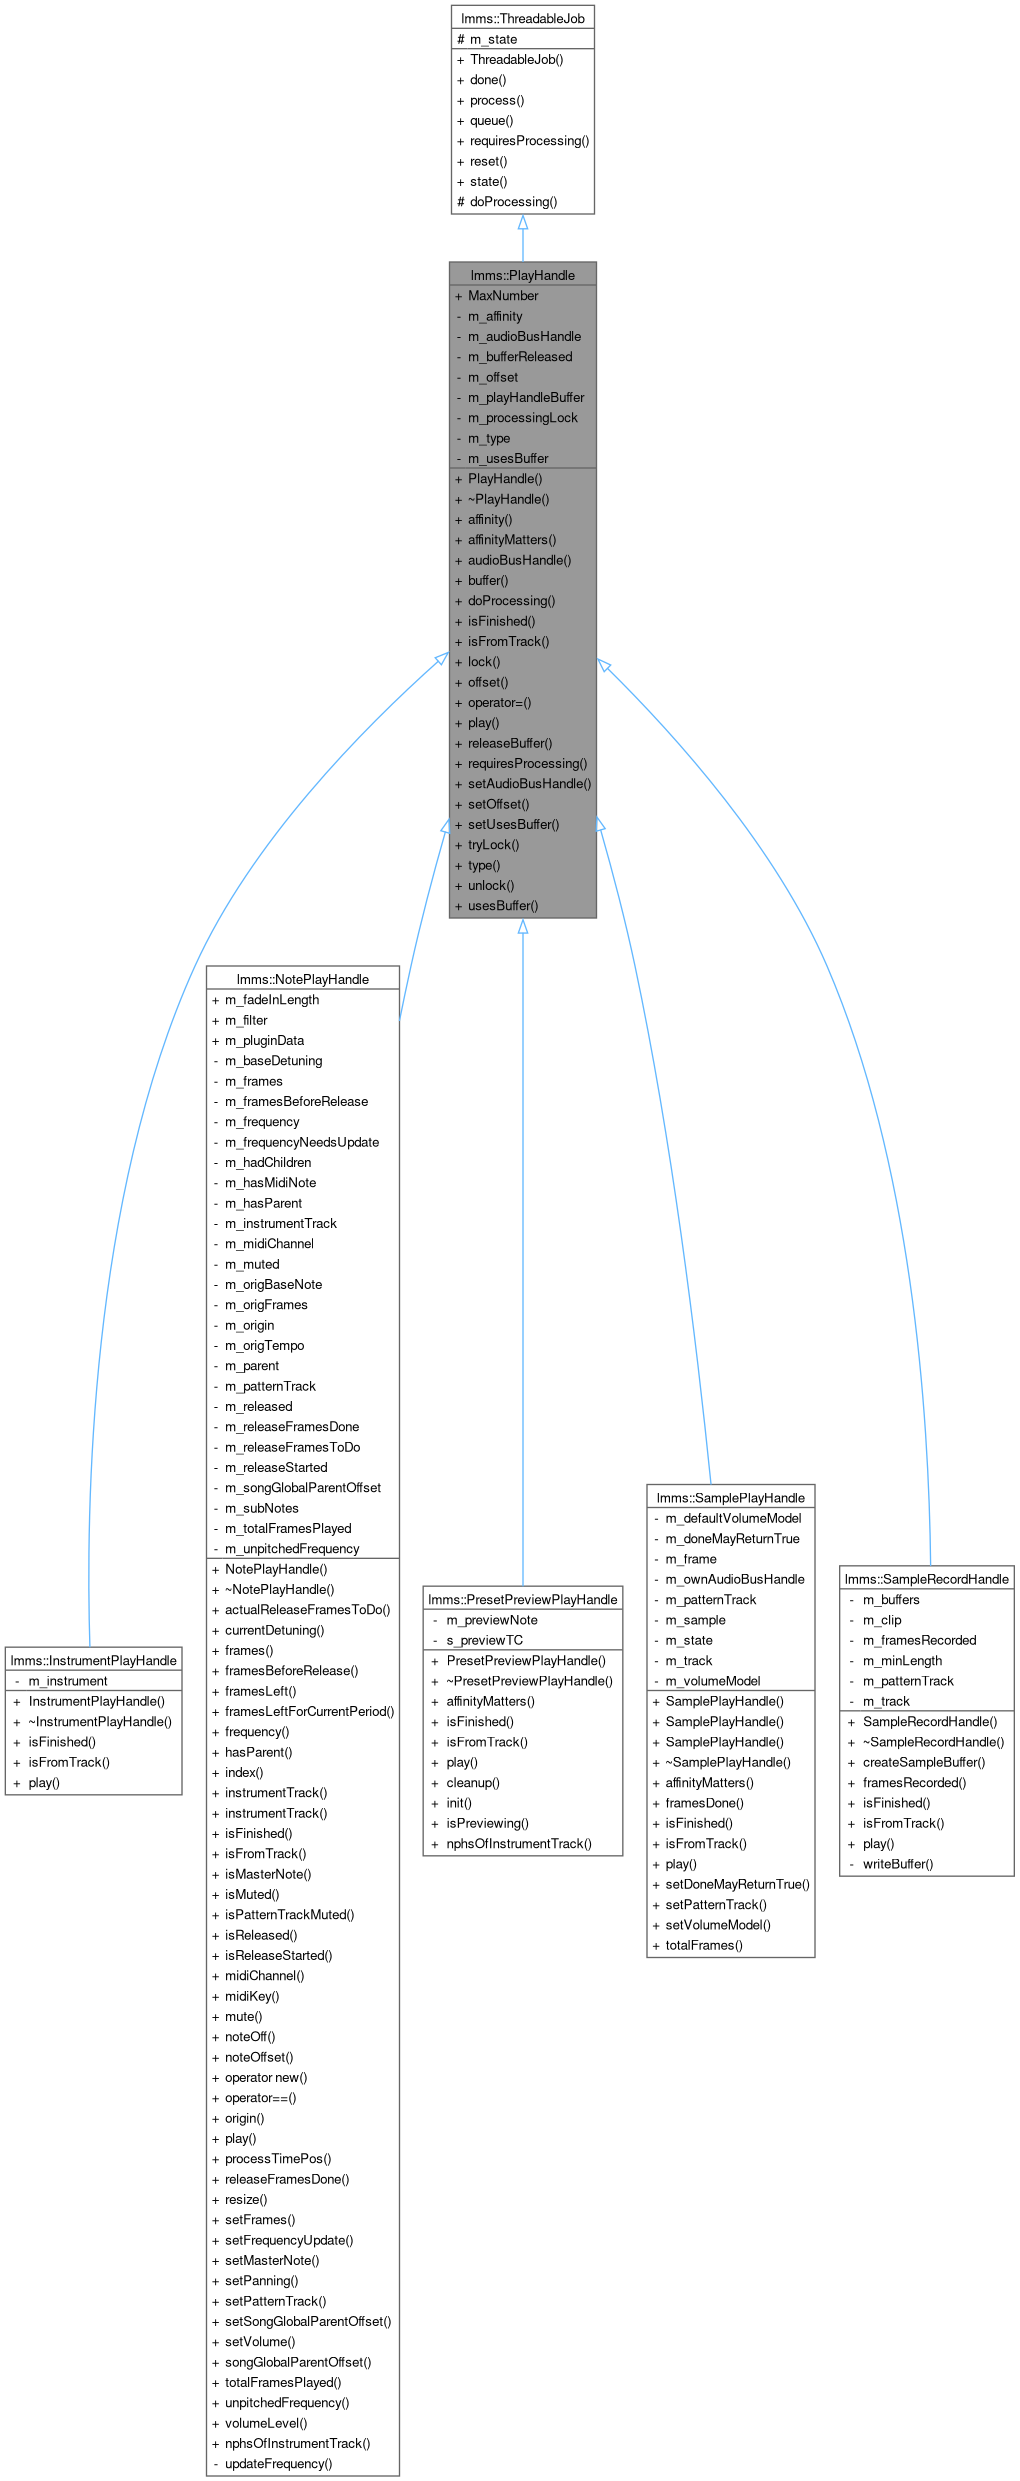 lmms::ThreadableJob
# m_state
+ ThreadableJob()
+ done()
+ process()
+ queue()
+ requiresProcessing()
+ reset()
+ state()
# doProcessing()
lmms::PlayHandle
+ MaxNumber
- m_affinity
- m_audioBusHandle
- m_bufferReleased
- m_offset
- m_playHandleBuffer
- m_processingLock
- m_type
- m_usesBuffer
+ PlayHandle()
+ ~PlayHandle()
+ affinity()
+ affinityMatters()
+ audioBusHandle()
+ buffer()
+ doProcessing()
+ isFinished()
+ isFromTrack()
+ lock()
+ offset()
+ operator=()
+ play()
+ releaseBuffer()
+ requiresProcessing()
+ setAudioBusHandle()
+ setOffset()
+ setUsesBuffer()
+ tryLock()
+ type()
+ unlock()
+ usesBuffer()
lmms::InstrumentPlayHandle
- m_instrument
+ InstrumentPlayHandle()
+ ~InstrumentPlayHandle()
+ isFinished()
+ isFromTrack()
+ play()
lmms::NotePlayHandle
+ m_fadeInLength
+ m_filter
+ m_pluginData
- m_baseDetuning
- m_frames
- m_framesBeforeRelease
- m_frequency
- m_frequencyNeedsUpdate
- m_hadChildren
- m_hasMidiNote
- m_hasParent
- m_instrumentTrack
- m_midiChannel
- m_muted
- m_origBaseNote
- m_origFrames
- m_origin
- m_origTempo
- m_parent
- m_patternTrack
- m_released
- m_releaseFramesDone
- m_releaseFramesToDo
- m_releaseStarted
- m_songGlobalParentOffset
- m_subNotes
- m_totalFramesPlayed
- m_unpitchedFrequency
+ NotePlayHandle()
+ ~NotePlayHandle()
+ actualReleaseFramesToDo()
+ currentDetuning()
+ frames()
+ framesBeforeRelease()
+ framesLeft()
+ framesLeftForCurrentPeriod()
+ frequency()
+ hasParent()
+ index()
+ instrumentTrack()
+ instrumentTrack()
+ isFinished()
+ isFromTrack()
+ isMasterNote()
+ isMuted()
+ isPatternTrackMuted()
+ isReleased()
+ isReleaseStarted()
+ midiChannel()
+ midiKey()
+ mute()
+ noteOff()
+ noteOffset()
+ operator new()
+ operator==()
+ origin()
+ play()
+ processTimePos()
+ releaseFramesDone()
+ resize()
+ setFrames()
+ setFrequencyUpdate()
+ setMasterNote()
+ setPanning()
+ setPatternTrack()
+ setSongGlobalParentOffset()
+ setVolume()
+ songGlobalParentOffset()
+ totalFramesPlayed()
+ unpitchedFrequency()
+ volumeLevel()
+ nphsOfInstrumentTrack()
- updateFrequency()
lmms::PresetPreviewPlayHandle
- m_previewNote
- s_previewTC
+ PresetPreviewPlayHandle()
+ ~PresetPreviewPlayHandle()
+ affinityMatters()
+ isFinished()
+ isFromTrack()
+ play()
+ cleanup()
+ init()
+ isPreviewing()
+ nphsOfInstrumentTrack()
lmms::SamplePlayHandle
- m_defaultVolumeModel
- m_doneMayReturnTrue
- m_frame
- m_ownAudioBusHandle
- m_patternTrack
- m_sample
- m_state
- m_track
- m_volumeModel
+ SamplePlayHandle()
+ SamplePlayHandle()
+ SamplePlayHandle()
+ ~SamplePlayHandle()
+ affinityMatters()
+ framesDone()
+ isFinished()
+ isFromTrack()
+ play()
+ setDoneMayReturnTrue()
+ setPatternTrack()
+ setVolumeModel()
+ totalFrames()
lmms::SampleRecordHandle
- m_buffers
- m_clip
- m_framesRecorded
- m_minLength
- m_patternTrack
- m_track
+ SampleRecordHandle()
+ ~SampleRecordHandle()
+ createSampleBuffer()
+ framesRecorded()
+ isFinished()
+ isFromTrack()
+ play()
- writeBuffer()